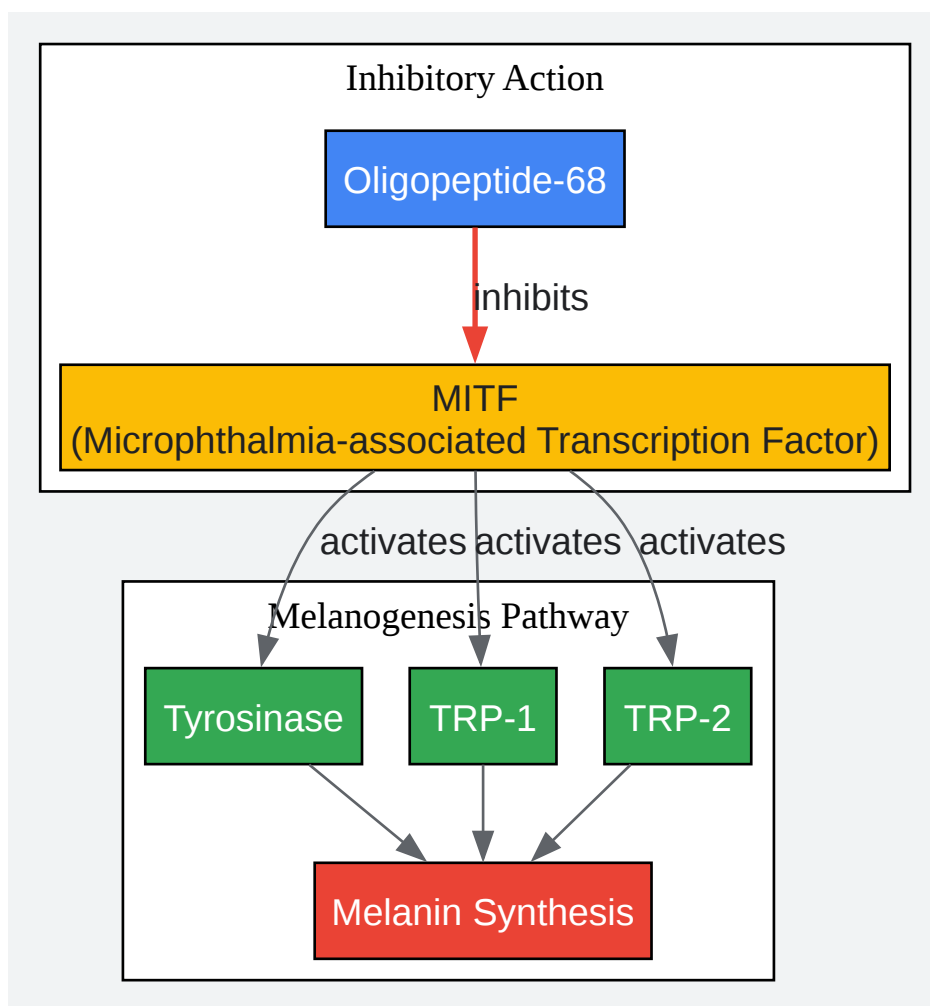 Inhibitory Action
Oligopeptide-68
inhibits
MITF
(Microphthalmia-associated Transcription Factor)
activates activates activates
Melanogenesis Pathway
Tyrosinase TRP-1 TRP-2
Melanin Synthesis